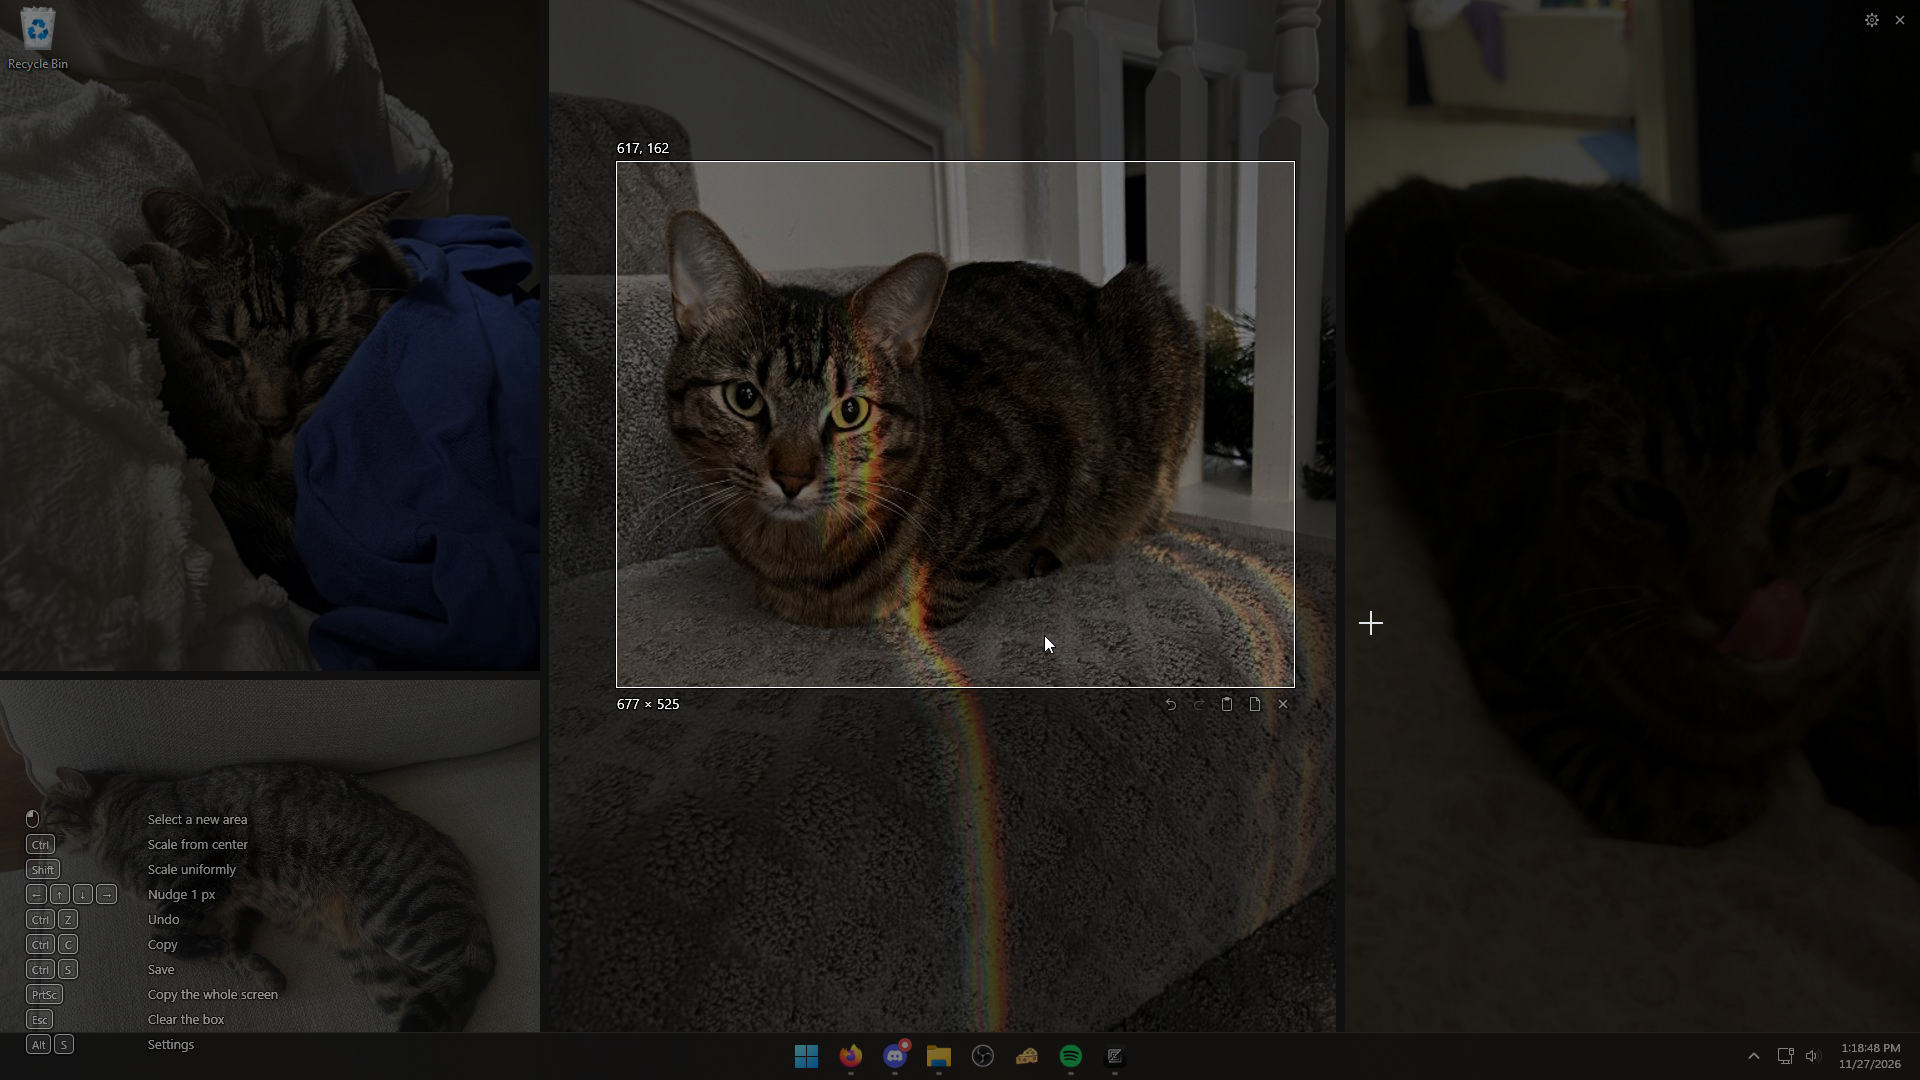 Recycle Bin
617, 162
677 × 525
Select a new area
Ctrl Scale from center
Shift Scale uniformly
← ↑ ↓ → Nudge 1 px
Ctrl Z Undo
Ctrl C Copy
Ctrl S Save
PrtSc Copy the whole screen
Esc Clear the box
Alt S Settings
1:18:48 PM
11/27/2026